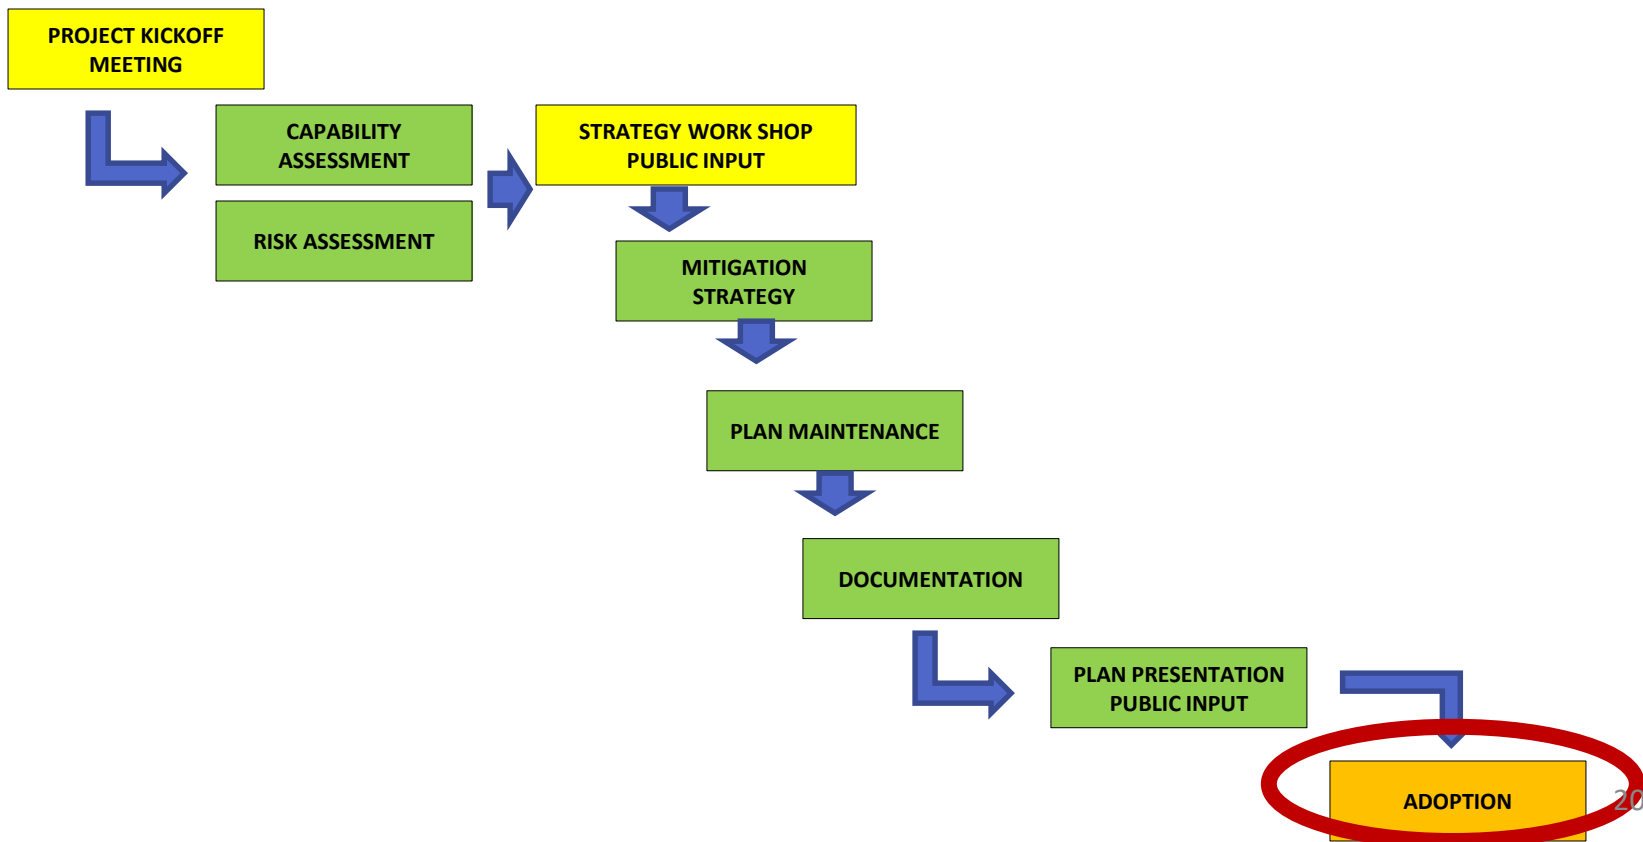 PROJECT KICKOFF
MEETING
CAPABILITY
ASSESSMENT
RISK ASSESSMENT
STRATEGY WORK SHOP
PUBLIC INPUT
MITIGATION
STRATEGY
PLAN MAINTENANCE
DOCUMENTATION
PLAN PRESENTATION
PUBLIC INPUT
ADOPTION
20